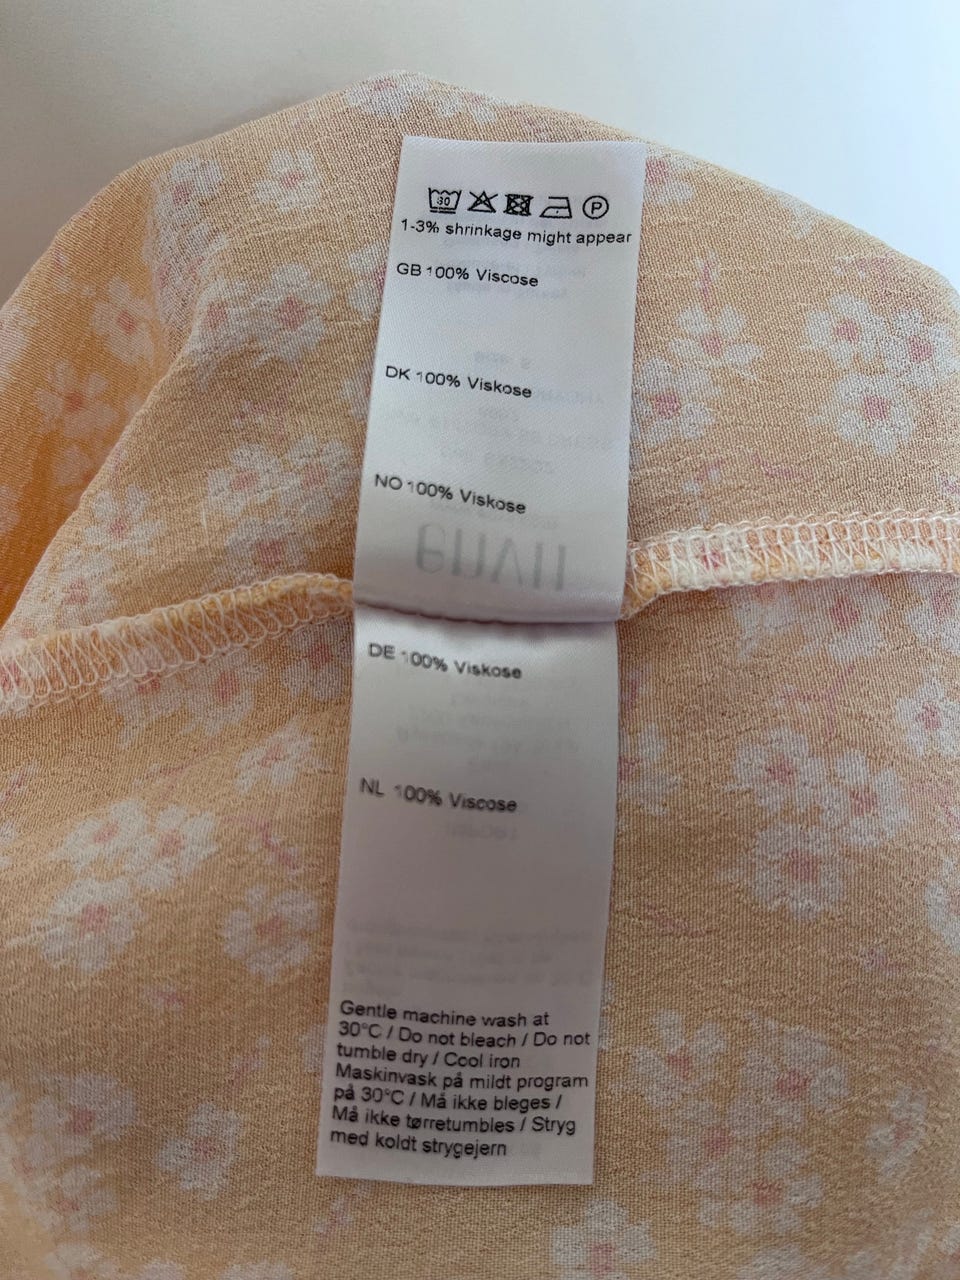 30 P
1-3% shrinkage might appear
GB 100% Viscose
DK 100% Viskose
NO 100% Viskose
envii
DE 100% Viskose
NL 100% Viscose
Gentle machine wash at
30°C / Do not bleach / Do not
tumble dry / Cool iron
Maskinvask på mildt program
på 30°C / Må ikke bleges /
Må ikke tørretumbles / Stryg
med koldt strygejern